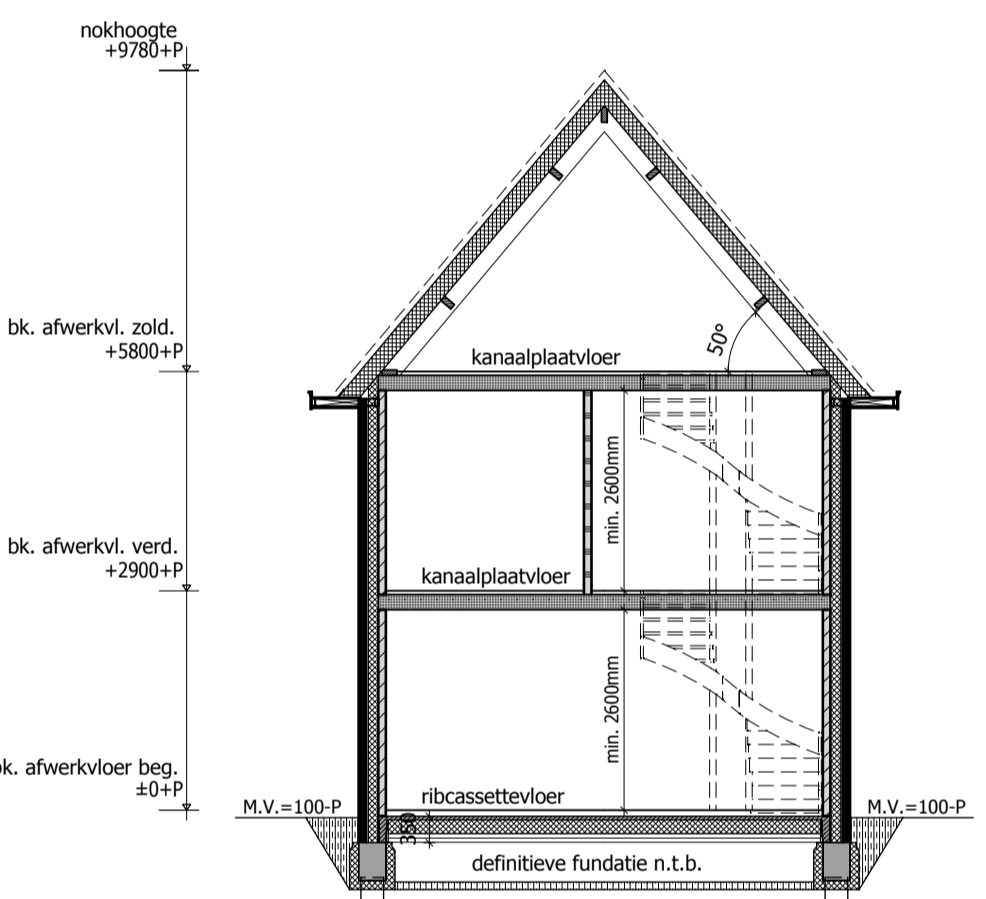 nokhoogte
+9780+P
bk. afwerkvl. zold.
+5800+P
kanaalplaatvloer
50°
min. 2600mm
bk. afwerkvl. verd.
+2900+P
kanaalplaatvloer
min. 2600mm
bk. afwerkvloer beg.
±0+P
M.V.=100-P
ribcassettevloer
M.V.=100-P
350
definitieve fundatie n.t.b.